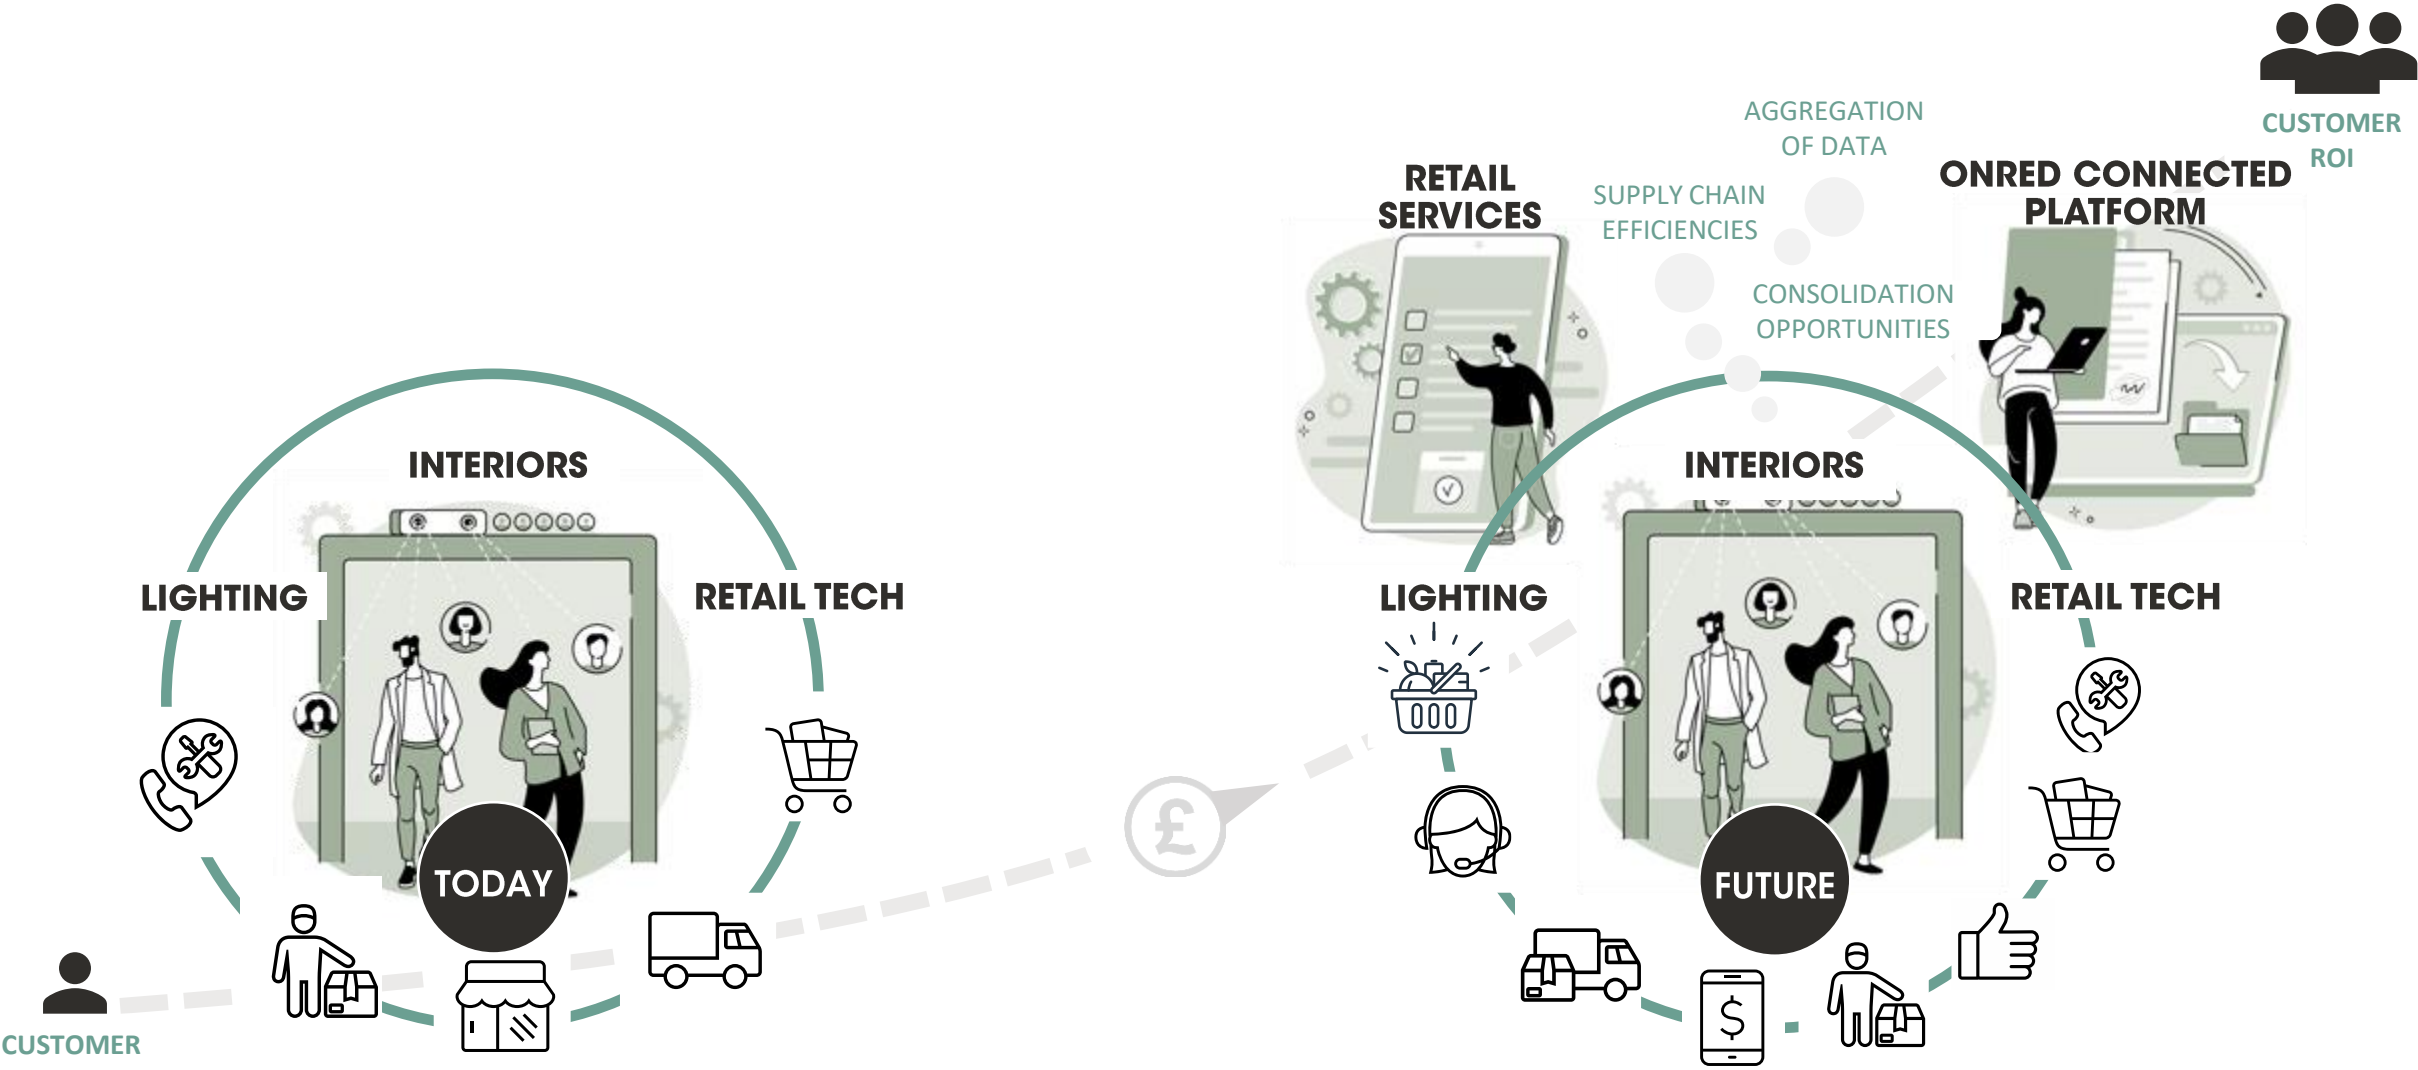 INTERIORS
LIGHTING
RETAIL TECH
TODAY
CUSTOMER
£
RETAIL
SERVICES
SUPPLY CHAIN
EFFICIENCIES
AGGREGATION
OF DATA
CONSOLIDATION
OPPORTUNITIES
ONRED CONNECTED
PLATFORM
CUSTOMER
ROI
INTERIORS
LIGHTING
RETAIL TECH
FUTURE
$